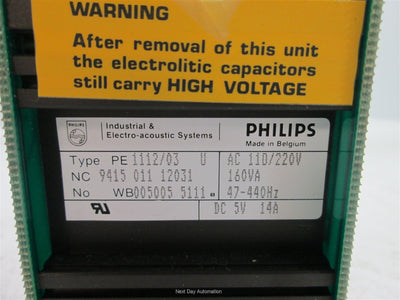 WARNING
After removal of this unit
the electrolitic capacitors
still carry HIGH VOLTAGE
PHILIPS
Industrial &
Electro-acoustic Systems
PHILIPS
Made in Belgium
Type PE 1112/03 U AC 110/220V
NC 9415 011 12031 160VA
No WB005005 5111 47-440Hz
DC 5V 14A
Next Day Automation